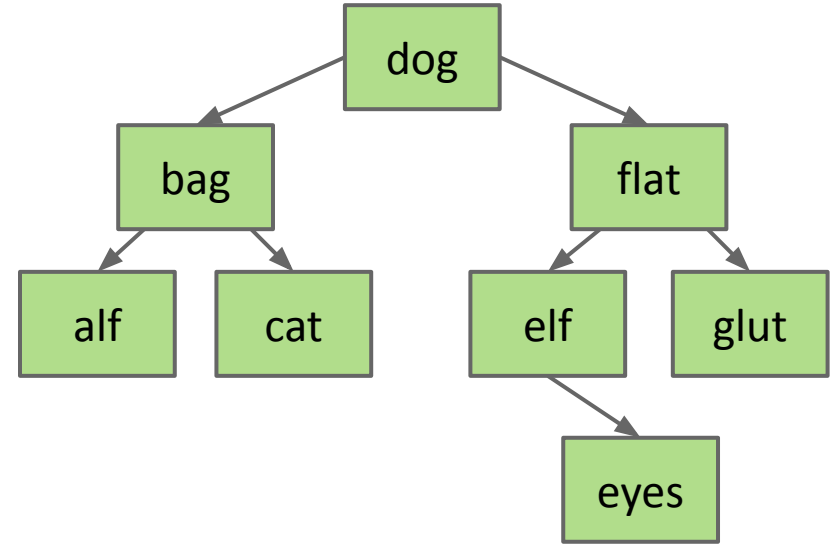 dog
bag
flat
alf
cat
elf
glut
eyes